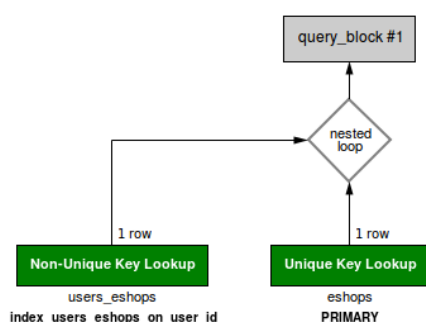 query_block #1
nested
loop
1 row
1 row
Non-Unique Key Lookup
Unique Key Lookup
users_eshops
eshops
index_users_eshops_on_user_id
PRIMARY